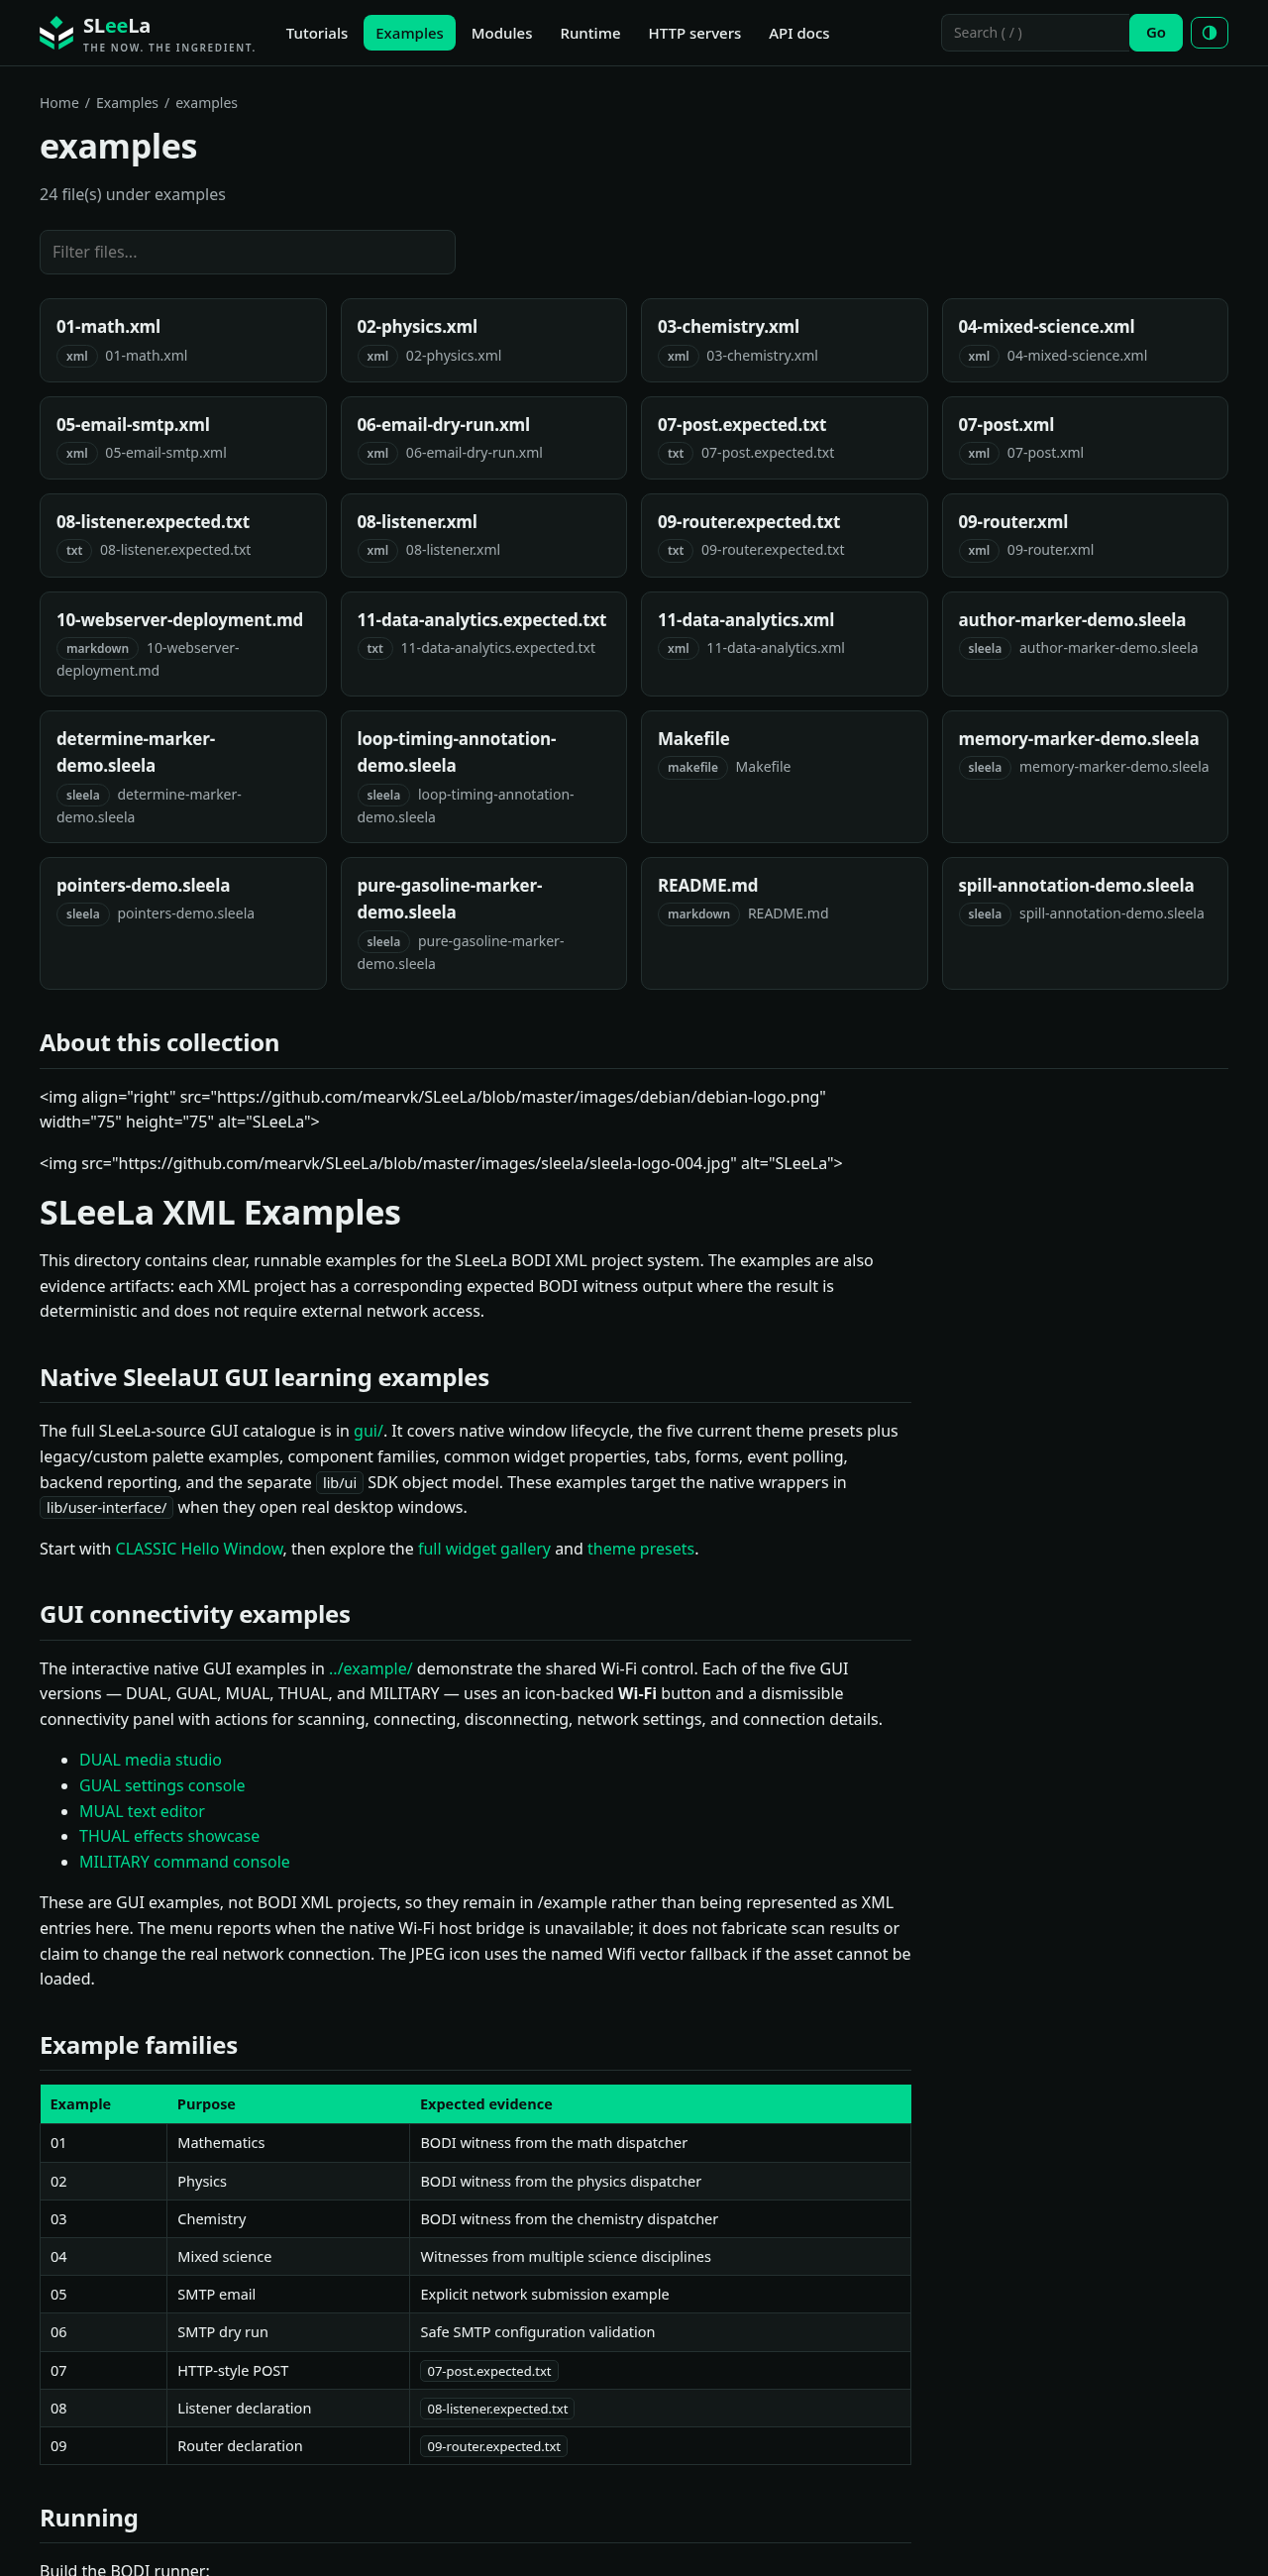 SLeeLa
THE NOW. THE INGREDIENT.
Tutorials
Examples
Modules
Runtime
HTTP servers
API docs
Search ( / )
Go
Home / Examples / examples
examples
24 file(s) under examples
Filter files...
01-math.xml
xml 01-math.xml
02-physics.xml
xml 02-physics.xml
03-chemistry.xml
xml 03-chemistry.xml
04-mixed-science.xml
xml 04-mixed-science.xml
05-email-smtp.xml
xml 05-email-smtp.xml
06-email-dry-run.xml
xml 06-email-dry-run.xml
07-post.expected.txt
txt 07-post.expected.txt
07-post.xml
xml 07-post.xml
08-listener.expected.txt
txt 08-listener.expected.txt
08-listener.xml
xml 08-listener.xml
09-router.expected.txt
txt 09-router.expected.txt
09-router.xml
xml 09-router.xml
10-webserver-deployment.md
markdown 10-webserver-
deployment.md
11-data-analytics.expected.txt
txt 11-data-analytics.expected.txt
11-data-analytics.xml
xml 11-data-analytics.xml
author-marker-demo.sleela
sleela author-marker-demo.sleela
determine-marker-
demo.sleela
sleela determine-marker-
demo.sleela
loop-timing-annotation-
demo.sleela
sleela loop-timing-annotation-
demo.sleela
Makefile
makefile Makefile
memory-marker-demo.sleela
sleela memory-marker-demo.sleela
pointers-demo.sleela
sleela pointers-demo.sleela
pure-gasoline-marker-
demo.sleela
sleela pure-gasoline-marker-
demo.sleela
README.md
markdown README.md
spill-annotation-demo.sleela
sleela spill-annotation-demo.sleela
About this collection
<img align="right" src="https://github.com/mearvk/SLeeLa/blob/master/images/debian/debian-logo.png"
width="75" height="75" alt="SLeeLa">
<img src="https://github.com/mearvk/SLeeLa/blob/master/images/sleela/sleela-logo-004.jpg" alt="SLeeLa">
SLeeLa XML Examples
This directory contains clear, runnable examples for the SLeeLa BODI XML project system. The examples are also
evidence artifacts: each XML project has a corresponding expected BODI witness output where the result is
deterministic and does not require external network access.
Native SleelaUI GUI learning examples
The full SLeeLa-source GUI catalogue is in gui/. It covers native window lifecycle, the five current theme presets plus
legacy/custom palette examples, component families, common widget properties, tabs, forms, event polling,
backend reporting, and the separate lib/ui SDK object model. These examples target the native wrappers in
lib/user-interface/ when they open real desktop windows.
Start with CLASSIC Hello Window, then explore the full widget gallery and theme presets.
GUI connectivity examples
The interactive native GUI examples in ../example/ demonstrate the shared Wi-Fi control. Each of the five GUI
versions — DUAL, GUAL, MUAL, THUAL, and MILITARY — uses an icon-backed Wi-Fi button and a dismissible
connectivity panel with actions for scanning, connecting, disconnecting, network settings, and connection details.
• DUAL media studio
• GUAL settings console
• MUAL text editor
• THUAL effects showcase
• MILITARY command console
These are GUI examples, not BODI XML projects, so they remain in /example rather than being represented as XML
entries here. The menu reports when the native Wi-Fi host bridge is unavailable; it does not fabricate scan results or
claim to change the real network connection. The JPEG icon uses the named Wifi vector fallback if the asset cannot be
loaded.
Example families
Example Purpose Expected evidence
01 Mathematics BODI witness from the math dispatcher
02 Physics BODI witness from the physics dispatcher
03 Chemistry BODI witness from the chemistry dispatcher
04 Mixed science Witnesses from multiple science disciplines
05 SMTP email Explicit network submission example
06 SMTP dry run Safe SMTP configuration validation
07 HTTP-style POST 07-post.expected.txt
08 Listener declaration 08-listener.expected.txt
09 Router declaration 09-router.expected.txt
Running
Build the BODI runner: